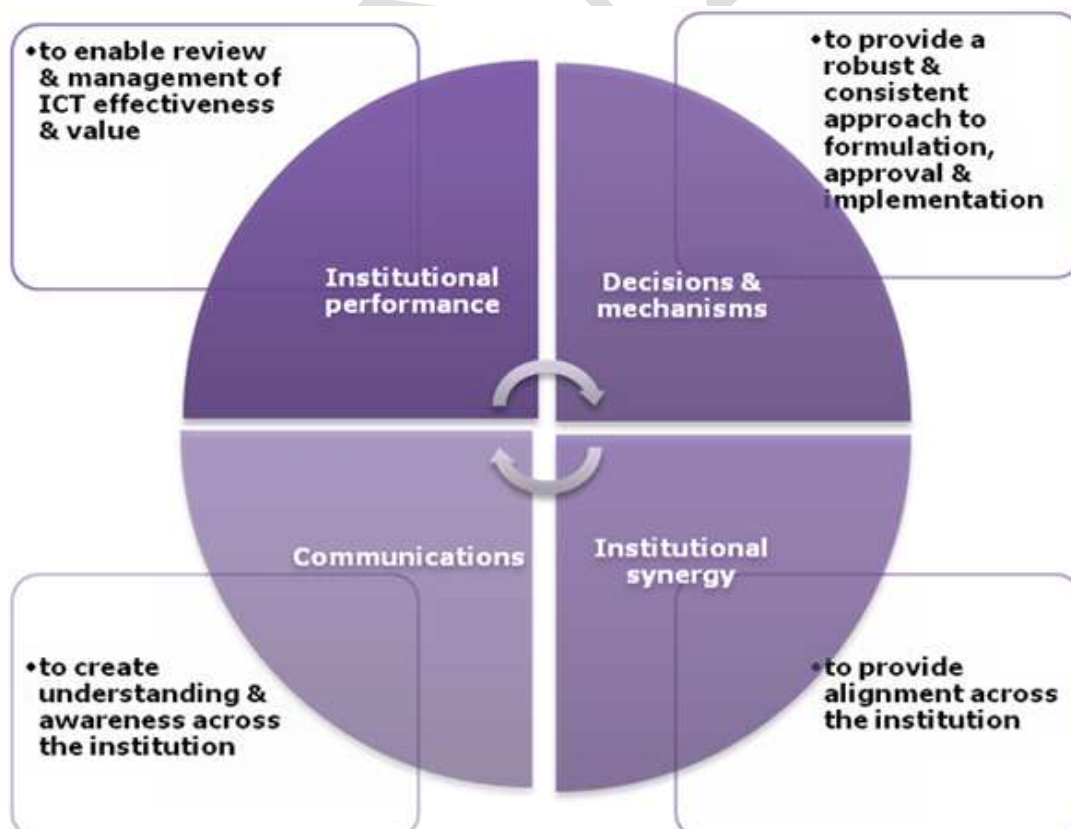 •to enable review
& management of
ICT effectiveness
& value
Institutional
performance
•to provide a
robust &
consistent
approach to
formulation,
approval &
implementation
Decisions &
mechanisms
Communications
•to create
understanding &
awareness across
the institution
Institutional
synergy
•to provide
alignment across
the institution